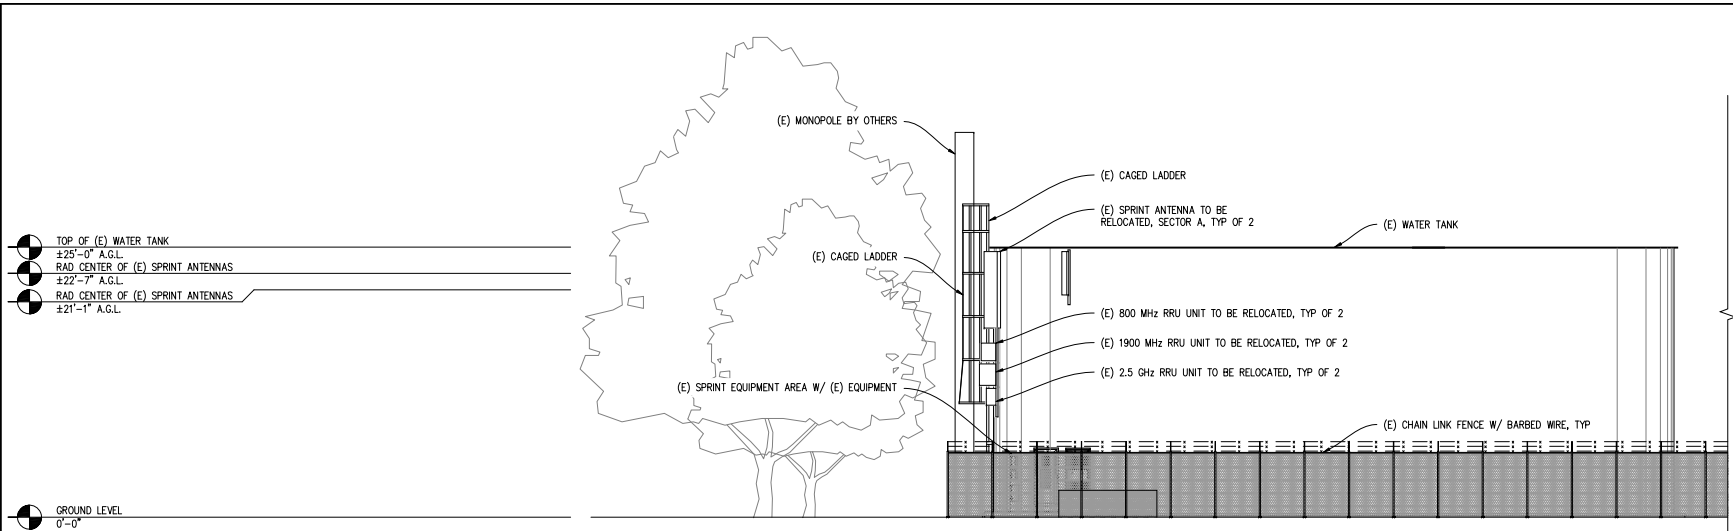 (E) MONOPOLE BY OTHERS
(E) CAGED LADDER
(E) SPRINT ANTENNA TO BE
RELOCATED, SECTOR A, TYP OF 2
(E) WATER TANK
TOP OF (E) WATER TANK
±25'-0" A.G.L.
RAD CENTER OF (E) SPRINT ANTENNAS
±22'-7" A.G.L.
RAD CENTER OF (E) SPRINT ANTENNAS
±21'-1" A.G.L.
(E) CAGED LADDER
(E) 800 MHz RRU UNIT TO BE RELOCATED, TYP OF 2
(E) 1900 MHz RRU UNIT TO BE RELOCATED, TYP OF 2
(E) 2.5 GHz RRU UNIT TO BE RELOCATED, TYP OF 2
(E) SPRINT EQUIPMENT AREA W/ (E) EQUIPMENT
(E) CHAIN LINK FENCE W/ BARBED WIRE, TYP
GROUND LEVEL
0'-0"